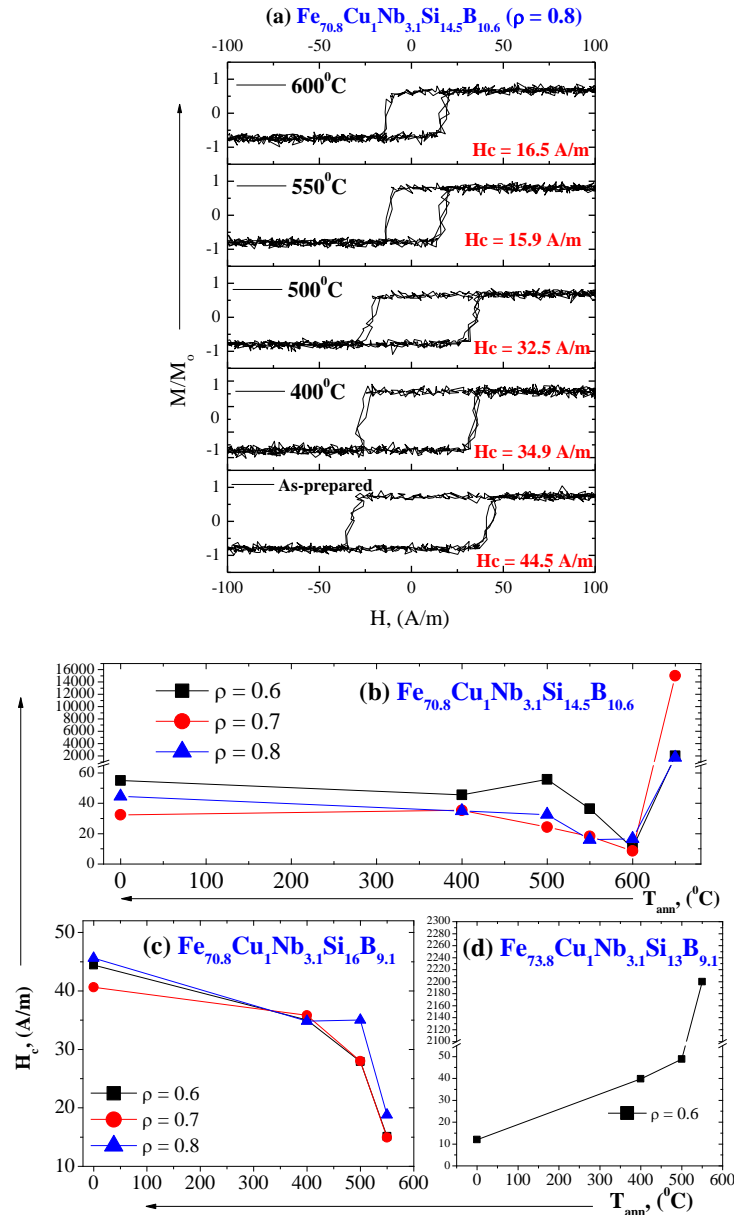 (a) Fe70.8Cu1Nb3.1Si14.5B10.6 (ρ = 0.8)
-100 -50 0 50 100
1 0 -1
600⁰C
Hc = 16.5 A/m
1 0 -1
550⁰C
Hc = 15.9 A/m
1 0 -1
500⁰C
Hc = 32.5 A/m
1 0 -1
400⁰C
Hc = 34.9 A/m
1 0 -1
As-prepared
Hc = 44.5 A/m
M/Mo
-100 -50 0 50 100
H, (A/m)
(b) Fe70.8Cu1Nb3.1Si14.5B10.6
ρ = 0.6
ρ = 0.7
ρ = 0.8
16000
14000
12000
10000
8000
6000
4000
2000
60
40
20
0
0 100 200 300 400 500 600
Tann, (⁰C)
Hc, (A/m)
(c) Fe70.8Cu1Nb3.1Si16B9.1
50
40
30
20
10
ρ = 0.6
ρ = 0.7
ρ = 0.8
0 100 200 300 400 500 600
(d) Fe73.8Cu1Nb3.1Si13B9.1
2300
2280
2260
2240
2220
2200
2180
2160
2140
2120
2100
50
40
30
20
10
0
ρ = 0.6
0 100 200 300 400 500 600
Tann, (⁰C)